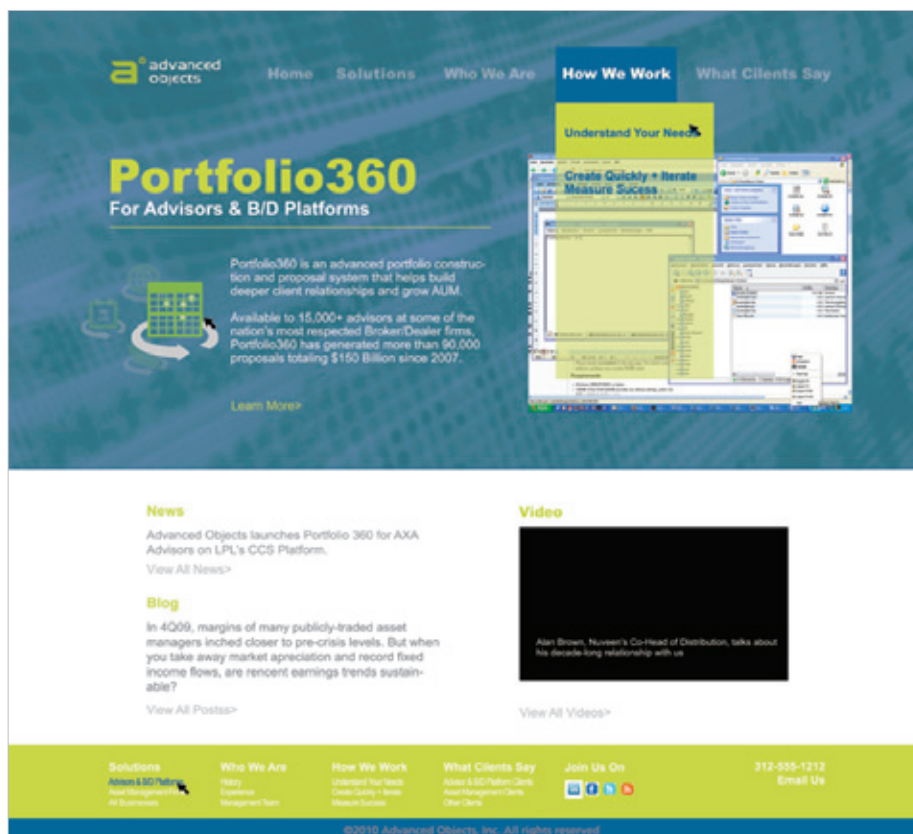 advanced
objects
Home Solutions Who We Are How We Work What Clients Say
Understand Your Needs
Create Quickly + Iterate
Measure Sucess
Portfolio360
For Advisors & B/D Platforms
Portfolio360 is an advanced portfolio construc-
tion and proposal system that helps build
deeper client relationships and grow AUM.
Available to 15,000+ advisors at some of the
nation's most respected Broker/Dealer firms,
Portfolio360 has generated more than 90,000
proposals totaling $150 Billion since 2007.
Learn More>
News
Advanced Objects launches Portfolio 360 for AXA
Advisors on LPL's CCS Platform.
View All News>
Blog
In 4Q09, margins of many publicly-traded asset
managers inched closer to pre-crisis levels. But when
you take away market apreciation and record fixed
income flows, are rencent earnings trends sustain-
able?
View All Postss>
Video
Alan Brown, Nuveen's Co-Head of Distribution, talks about
his decade-long relationship with us
View All Videos>
Solutions
Advisors & B/D Platforms
Asset Management
All Businesses
Who We Are
History
Experience
Management Team
How We Work
Understand Your Needs
Create Quickly + Iterate
Measure Success
What Clients Say
Advisor & B/D Platform Clients
Asset Management Clients
Other Clients
Join Us On
312-555-1212
Email Us
©2010 Advanced Objects, Inc. All rights reserved